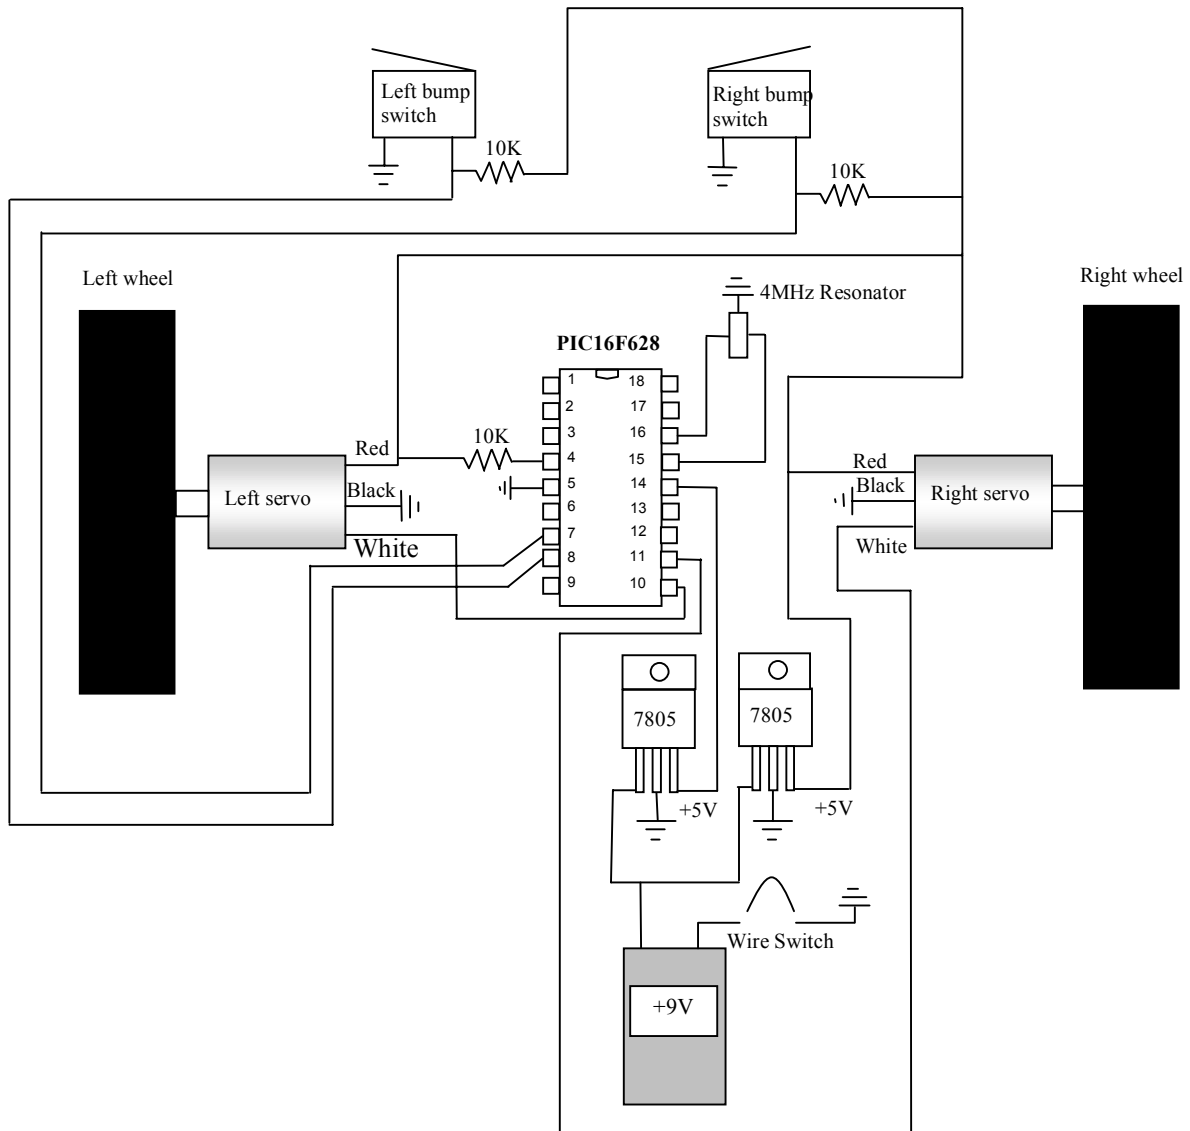 Left bump
switch
Right bump
switch
10K
10K
Left wheel
4MHz Resonator
Right wheel
PIC16F628
1
18
2
17
3
16
4
15
5
14
6
13
7
12
8
11
9
10
10K
Red
Black
White
Left servo
Red
Black
White
Right servo
7805
7805
+5V
+5V
Wire Switch
+9V